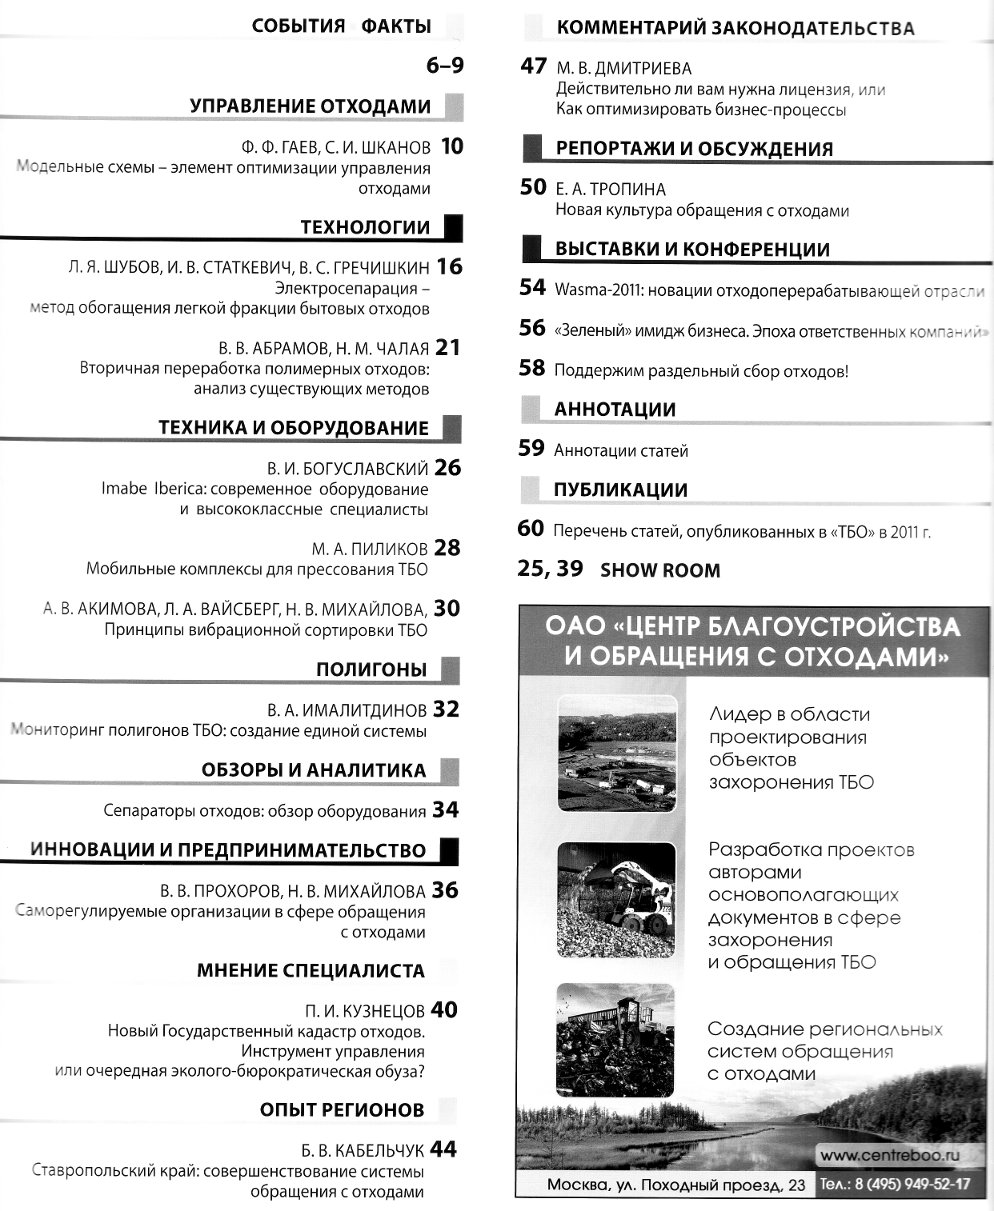 СОБЫТИЯ ФАКТЫ
6–9
УПРАВЛЕНИЕ ОТХОДАМИ
Ф. Ф. ГАЕВ, С. И. ШКАНОВ 10
Модельные схемы – элемент оптимизации управления
отходами
ТЕХНОЛОГИИ
Л. Я. ШУБОВ, И. В. СТАТКЕВИЧ, В. С. ГРЕЧИШКИН 16
Электросепарация –
метод обогащения легкой фракции бытовых отходов
В. В. АБРАМОВ, Н. М. ЧАЛАЯ 21
Вторичная переработка полимерных отходов:
анализ существующих методов
ТЕХНИКА И ОБОРУДОВАНИЕ
В. И. БОГУСЛАВСКИЙ 26
Imabe Iberica: современное оборудование
и высококлассные специалисты
М. А. ПИЛИКОВ 28
Мобильные комплексы для прессования ТБО
А. В. АКИМОВА, Л. А. ВАЙСБЕРГ, Н. В. МИХАЙЛОВА, 30
Принципы вибрационной сортировки ТБО
ПОЛИГОНЫ
В. А. ИМАЛИТДИНОВ 32
Мониторинг полигонов ТБО: создание единой системы
ОБЗОРЫ И АНАЛИТИКА
Сепараторы отходов: обзор оборудования 34
ИННОВАЦИИ И ПРЕДПРИНИМАТЕЛЬСТВО
В. В. ПРОХОРОВ, Н. В. МИХАЙЛОВА 36
Саморегулируемые организации в сфере обращения
с отходами
МНЕНИЕ СПЕЦИАЛИСТА
П. И. КУЗНЕЦОВ 40
Новый Государственный кадастр отходов.
Инструмент управления
или очередная эколого-бюрократическая обуза?
ОПЫТ РЕГИОНОВ
Б. В. КАБЕЛЬЧУК 44
Ставропольский край: совершенствование системы
обращения с отходами
КОММЕНТАРИЙ ЗАКОНОДАТЕЛЬСТВА
47 М. В. ДМИТРИЕВА
Действительно ли вам нужна лицензия, или
Как оптимизировать бизнес-процессы
РЕПОРТАЖИ И ОБСУЖДЕНИЯ
50 Е. А. ТРОПИНА
Новая культура обращения с отходами
ВЫСТАВКИ И КОНФЕРЕНЦИИ
54 Wasma-2011: новации отходоперерабатывающей отрасли
56 «Зеленый» имидж бизнеса. Эпоха ответственных компаний»
58 Поддержим раздельный сбор отходов!
АННОТАЦИИ
59 Аннотации статей
ПУБЛИКАЦИИ
60 Перечень статей, опубликованных в «ТБО» в 2011 г.
25, 39 SHOW ROOM
ОАО «ЦЕНТР БЛАГОУСТРОЙСТВА
И ОБРАЩЕНИЯ С ОТХОДАМИ»
Лидер в области
проектирования
объектов
захоронения ТБО
Разработка проектов
авторами
основополагающих
документов в сфере
захоронения
и обращения ТБО
Создание региональных
систем обращения
с отходами
www.centreboo.ru
Москва, ул. Походный проезд, 23 Тел.: 8 (495) 949-52-17